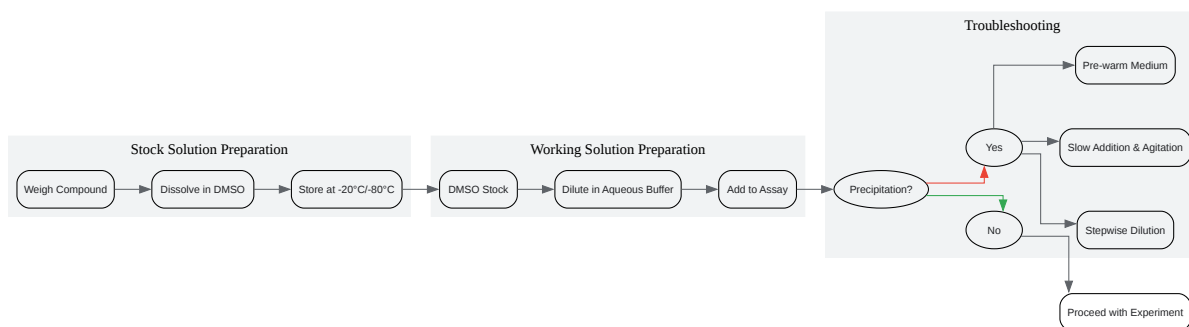 Stock Solution Preparation
Weigh Compound
Dissolve in DMSO
Store at -20°C/-80°C
Working Solution Preparation
DMSO Stock
Dilute in Aqueous Buffer
Add to Assay
Troubleshooting
Precipitation?
Yes
No
Pre-warm Medium
Slow Addition & Agitation
Stepwise Dilution
Proceed with Experiment